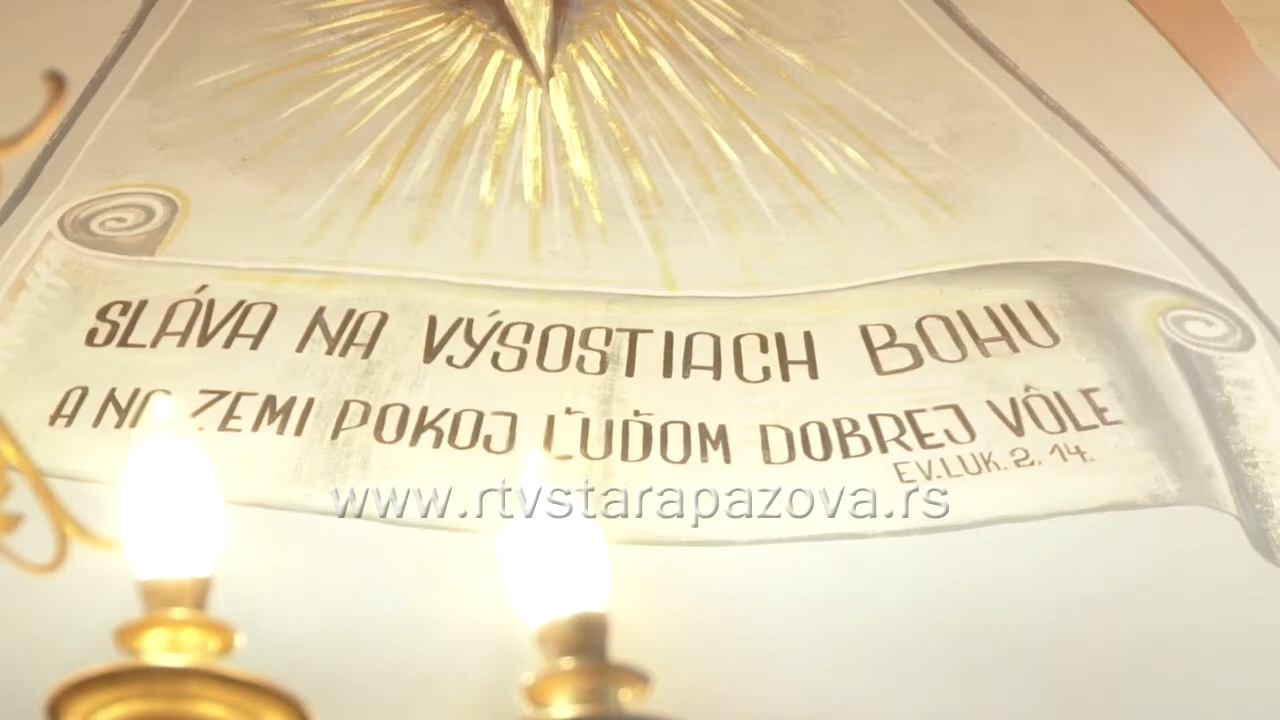 SLÁVA NA VÝSOSTIACH BOHU
A NA ZEMI POKOJ ĽUĎOM DOBREJ VÔLE
EV.LUK.2.14.
www.rtvstarapazova.rs